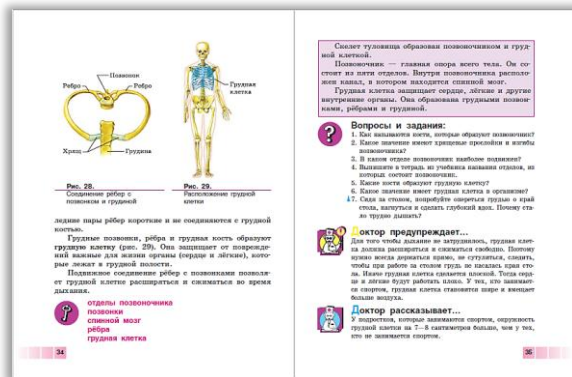 Позвонок
Ребро
Ребро
Хрящ
Грудина
Грудная
клетка
Рис. 28.
Соединение рёбер с
позвонком и грудиной
Рис. 29.
Расположение грудной
клетки
ледние пары рёбер короткие и не соединяются с грудной
костью.
Грудные позвонки, рёбра и грудная кость образуют
грудную клетку (рис. 29). Она защищает от поврежде-
ний важные для жизни органы (сердце и лёгкие), кото-
рые лежат в грудной полости.
Подвижное соединение рёбер с позвонками позволя-
ет грудной клетке расширяться и сжиматься во время
дыхания.
отделы позвоночника
позвонки
спинной мозг
рёбра
грудная клетка
34
Скелет туловища образован позвоночником и груд-
ной клеткой.
Позвоночник — главная опора всего тела. Он со-
стоит из пяти отделов. Внутри позвоночника располо-
жен канал, в котором находится спинной мозг.
Грудная клетка защищает сердце, лёгкие и другие
внутренние органы. Она образована грудными позвон-
ками, рёбрами и грудиной.
Вопросы и задания:
1. Как называются кости, которые образуют позвоночник?
2. Какое значение имеют хрящевые прослойки и изгибы
позвоночника?
3. В каком отделе позвоночник наиболее подвижен?
4. Выпишите в тетрадь из учебника названия отделов, из
которых состоит позвоночник.
5. Какие кости образуют грудную клетку?
6. Какое значение имеет грудная клетка в организме?
7. Сидя за столом, попробуйте опереться грудью о край
стола, нагнуться и сделать глубокий вдох. Почему ста-
ло трудно дышать?
Доктор предупреждает...
Для того чтобы дыхание не затруднялось, грудная клет-
ка должна расширяться и сжиматься свободно. Поэтому
нужно всегда держаться прямо, не сутулиться, следить,
чтобы при работе за столом грудь не касалась края сто-
ла. Иначе грудная клетка сделается плоской. Тогда серд-
це и лёгкие будут работать плохо. У тех, кто занимает-
ся спортом, грудная клетка становится шире и вмещает
больше воздуха.
Доктор рассказывает...
У подростков, которые занимаются спортом, окружность
грудной клетки на 7—8 сантиметров больше, чем у тех,
кто не занимается спортом.
35